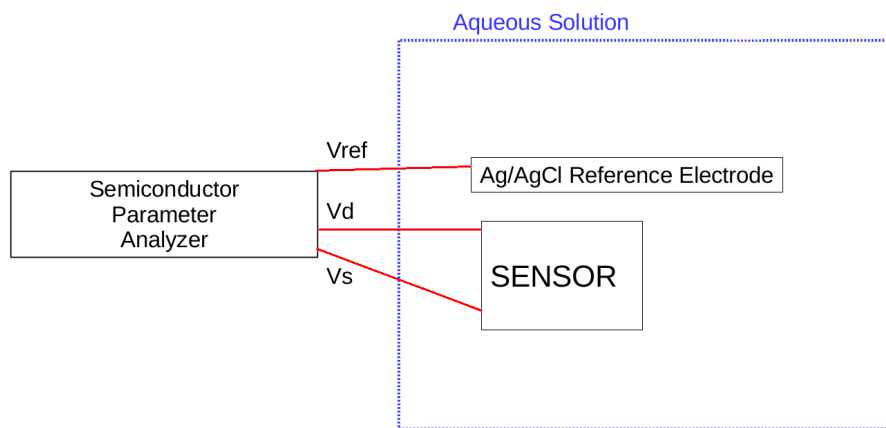 Aqueous Solution
Vref
Ag/AgCl Reference Electrode
Semiconductor
Parameter
Analyzer
Vd
Vs
SENSOR